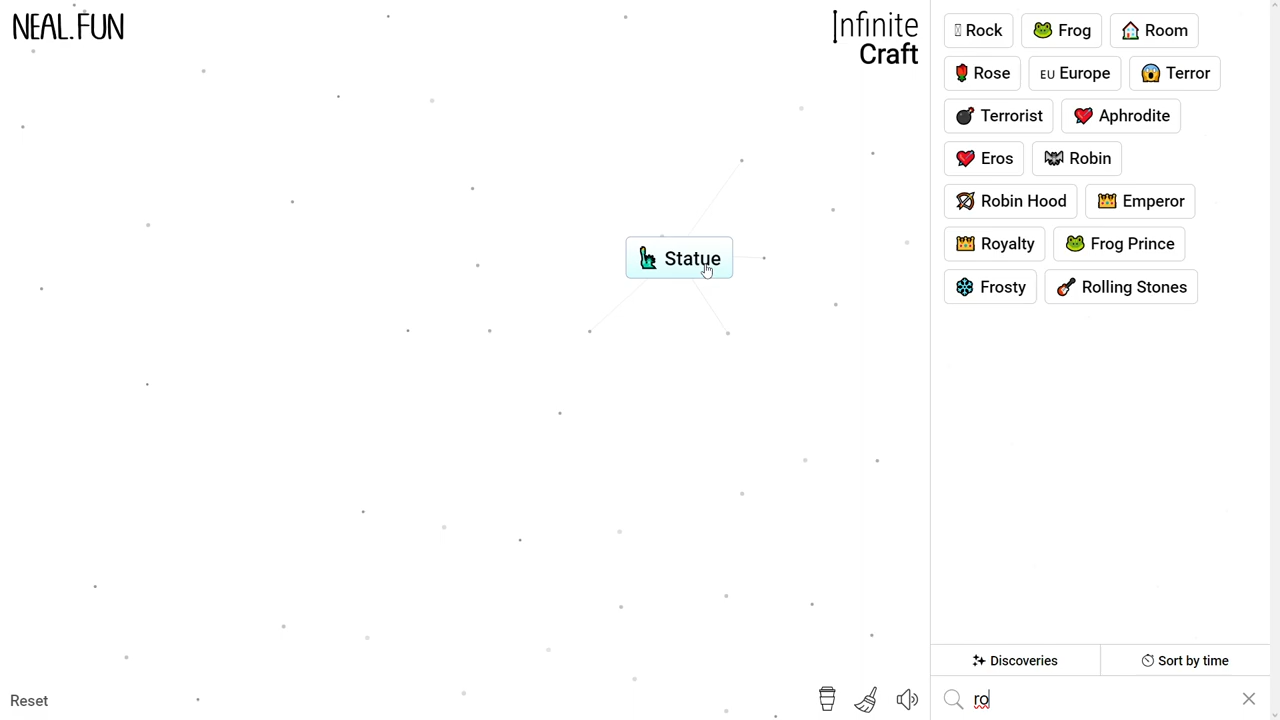 NEAL.FUN
Infinite
Craft
Statue
Rock
Frog
Room
Rose
EU Europe
Terror
Terrorist
Aphrodite
Eros
Robin
Robin Hood
Emperor
Royalty
Frog Prince
Frosty
Rolling Stones
Discoveries
Sort by time
ro
Reset